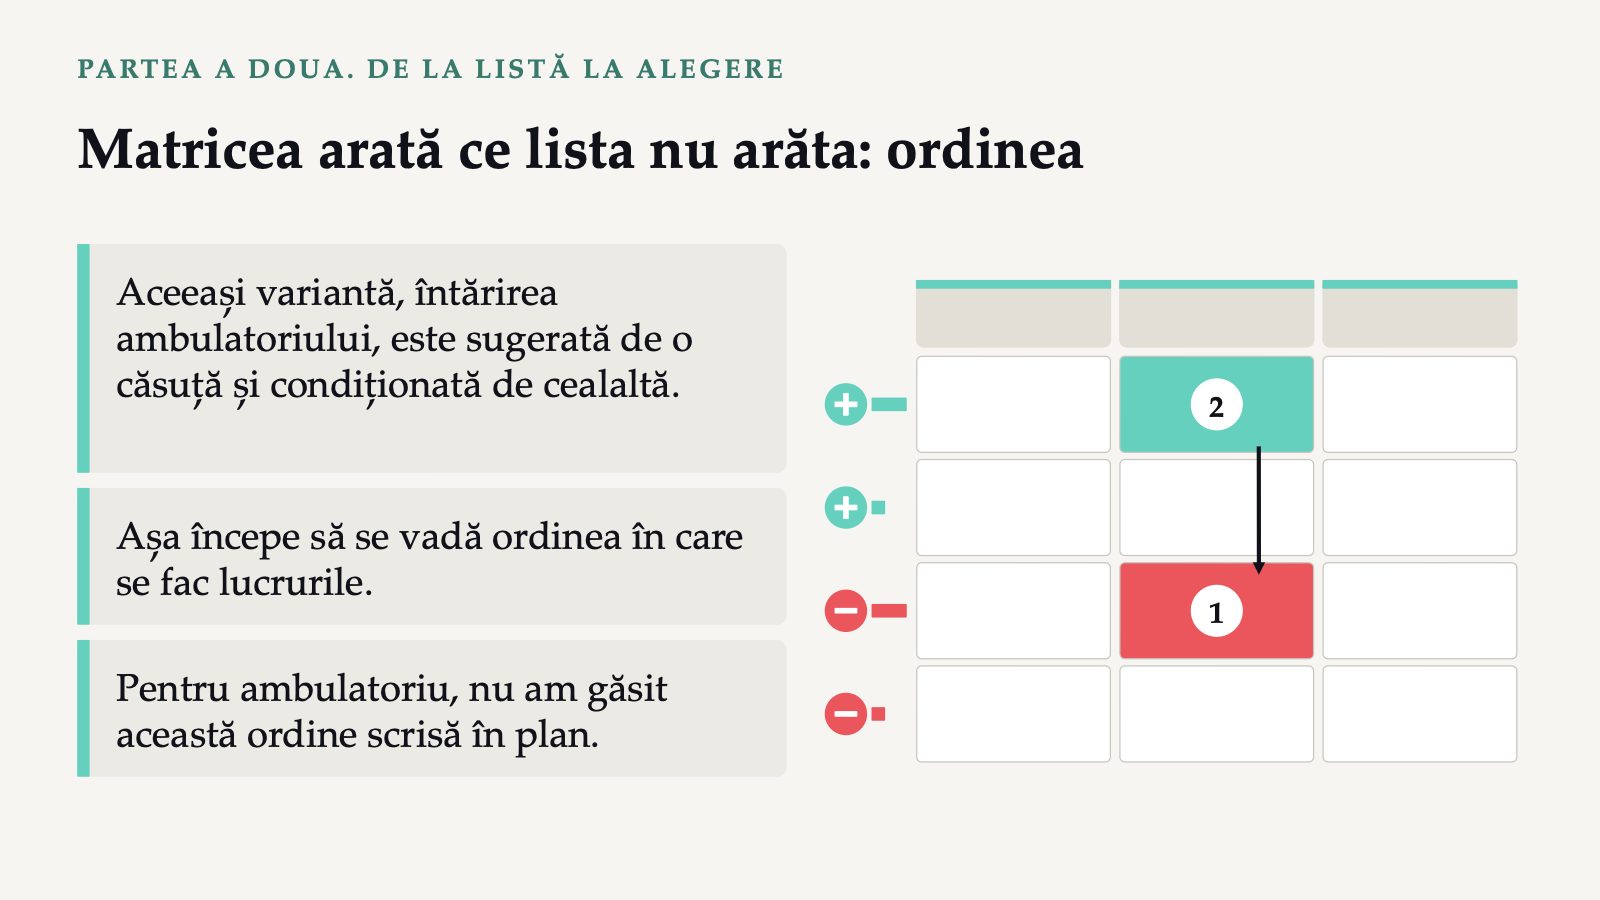 PARTEA A DOUA. DE LA LISTĂ LA ALEGERE
Matricea arată ce lista nu arăta: ordinea
Aceeași variantă, întărirea
ambulatoriului, este sugerată de o
căsuță și condiționată de cealaltă.
Așa începe să se vadă ordinea în care
se fac lucrurile.
Pentru ambulatoriu, nu am găsit
această ordine scrisă în plan.
2
1